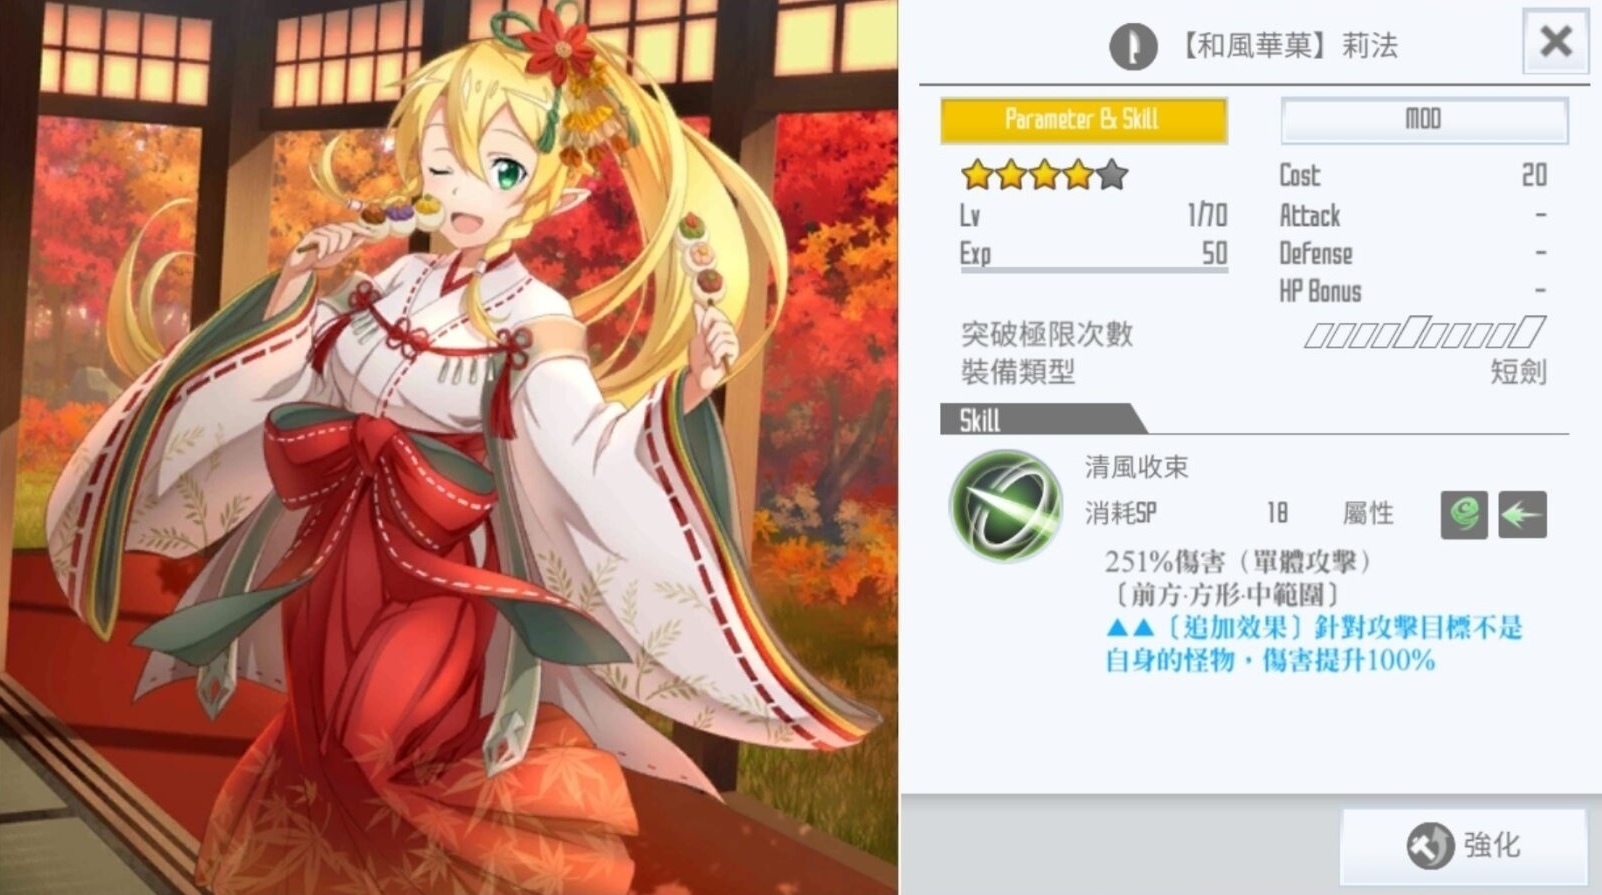 【和風華菓】莉法
Parameter & Skill
MOD
Lv 1/70
Exp 50
Cost 20
Attack -
Defense -
HP Bonus -
突破極限次數
裝備類型 短劍
Skill
清風收束
消耗SP 18 屬性
251%傷害（單體攻擊）
〔前方·方形·中範圍〕
▲▲〔追加效果〕針對攻擊目標不是
自身的怪物，傷害提升100%
強化